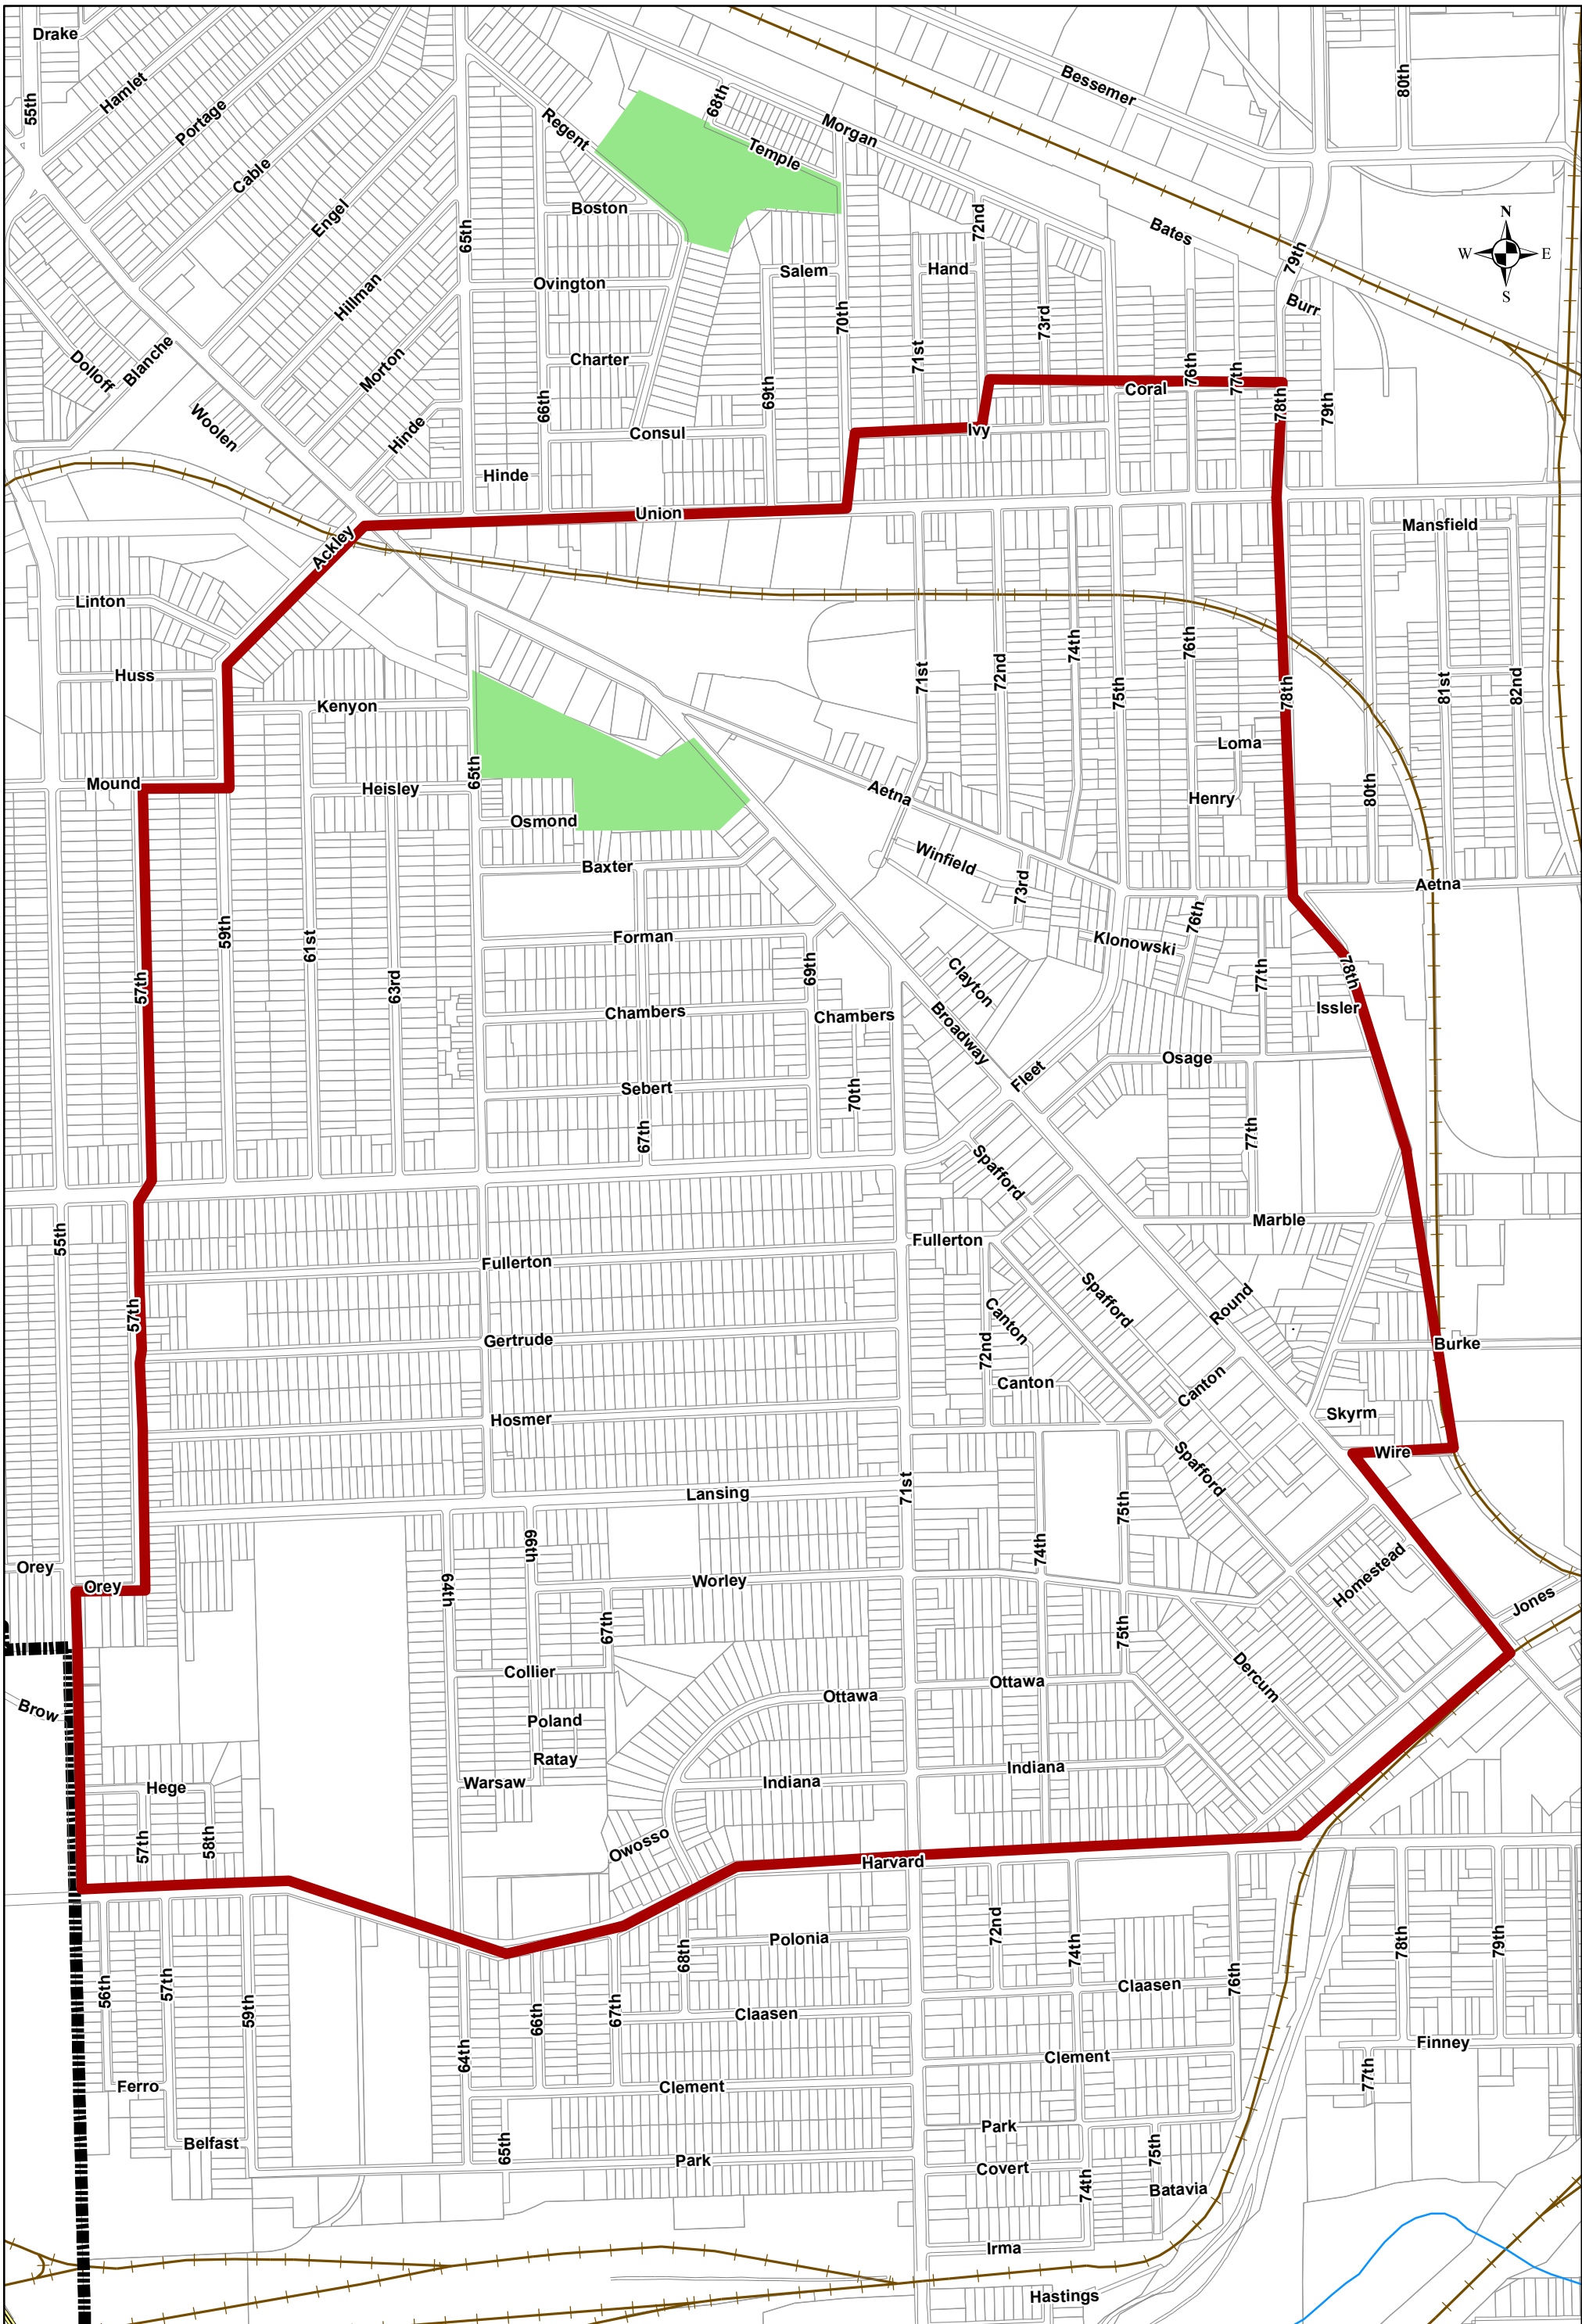 Drake
55th
Hamlet
Portage
Cable
Engel
Hillman
Morton
Hinde
Dolloff
Blanche
Woolen
65th
Regent
Boston
Ovington
Charter
66th
Consul
Hinde
68th
Temple
Morgan
Bessemer
80th
Bates
79th
Burr
N
W
E
S
72nd
Hand
Salem
70th
73rd
71st
69th
76th
77th
Coral
78th
79th
Ivy
Union
Ackley
Mansfield
Linton
Huss
Kenyon
71st
72nd
74th
76th
75th
78th
81st
82nd
Loma
Henry
80th
Mound
Heisley
65th
Osmond
Baxter
Aetna
Winfield
73rd
Aetna
57th
59th
61st
63rd
Forman
69th
Chambers
Chambers
Clayton
Klonowski
76th
77th
78th
Issler
Broadway
Fleet
Osage
Sebert
70th
67th
77th
Spafford
Marble
55th
57th
Fullerton
Fullerton
Spafford
Round
Gertrude
Canton
72nd
Canton
Canton
Burke
Hosmer
Skyrm
Wire
Spafford
Lansing
71st
75th
74th
66th
64th
Orey
Orey
Worley
67th
75th
Homestead
Jones
Collier
Ottawa
Ottawa
Dercum
Brow
Poland
Ratay
Warsaw
Indiana
Indiana
Hege
57th
58th
Owosso
Harvard
68th
Polonia
72nd
74th
76th
78th
79th
56th
57th
59th
64th
66th
67th
Claasen
Claasen
Clement
Clement
Finney
77th
Ferro
Belfast
65th
Park
Park
Covert
74th
75th
Batavia
Irma
Hastings